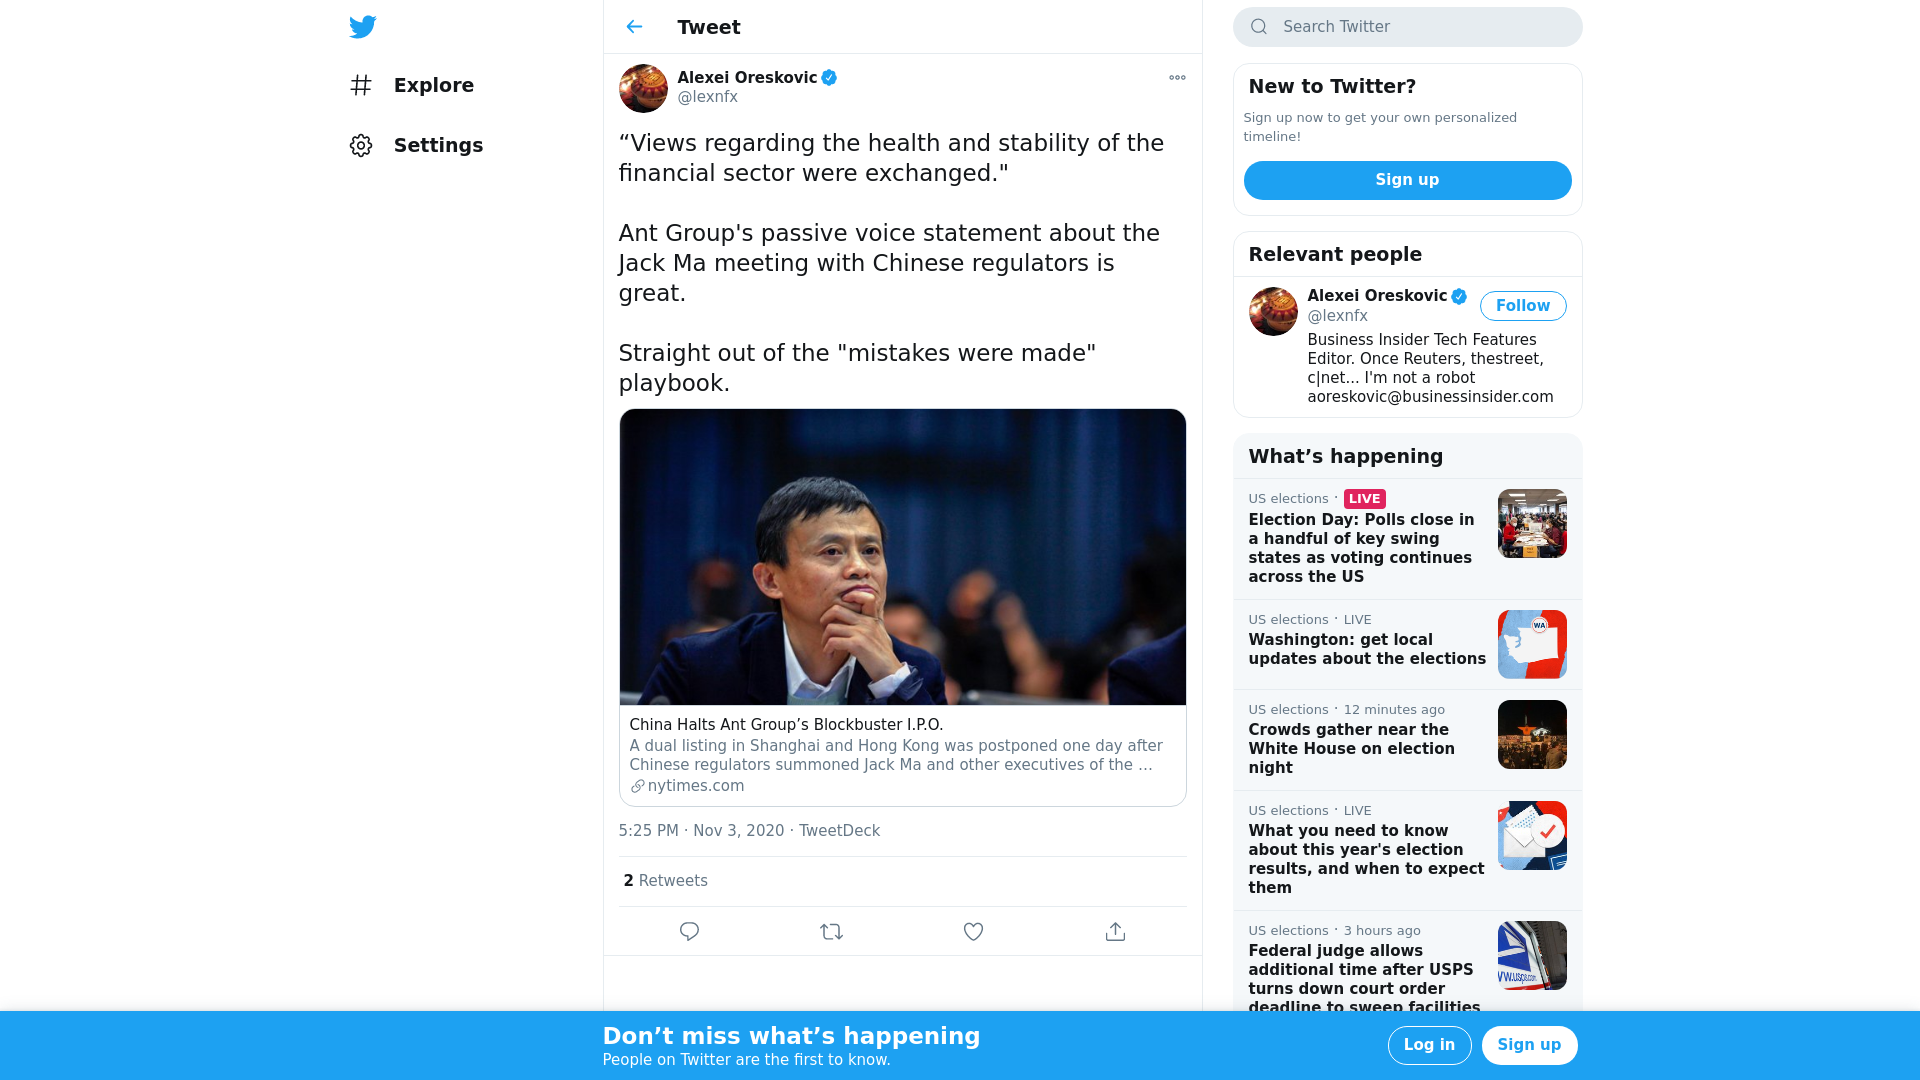 Explore
Settings
Tweet
Alexei Oreskovic
@lexnfx
“Views regarding the health and stability of the
financial sector were exchanged."
Ant Group's passive voice statement about the
Jack Ma meeting with Chinese regulators is
great.
Straight out of the "mistakes were made"
playbook.
China Halts Ant Group’s Blockbuster I.P.O.
A dual listing in Shanghai and Hong Kong was postponed one day after
Chinese regulators summoned Jack Ma and other executives of the …
nytimes.com
5:25 PM · Nov 3, 2020 · TweetDeck
2 Retweets
Search Twitter
New to Twitter?
Sign up now to get your own personalized
timeline!
Sign up
Relevant people
Alexei Oreskovic
@lexnfx
Follow
Business Insider Tech Features
Editor. Once Reuters, thestreet,
c|net... I'm not a robot
aoreskovic@businessinsider.com
What’s happening
US elections · LIVE
Election Day: Polls close in
a handful of key swing
states as voting continues
across the US
US elections · LIVE
Washington: get local
updates about the elections
WA
US elections · 12 minutes ago
Crowds gather near the
White House on election
night
US elections · LIVE
What you need to know
about this year's election
results, and when to expect
them
US elections · 3 hours ago
Federal judge allows
additional time after USPS
turns down court order
deadline to sweep facilities
Don’t miss what’s happening
People on Twitter are the first to know.
Log in
Sign up